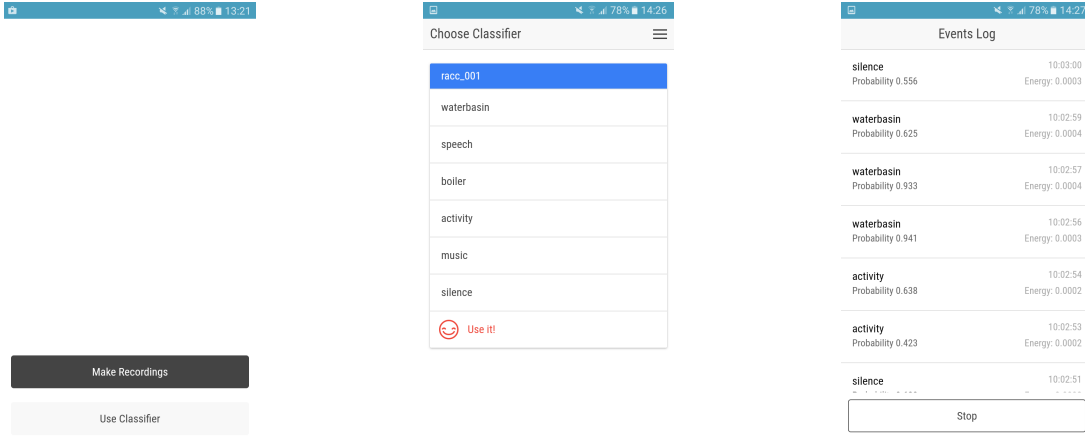 88% 13:21
Make Recordings
Use Classifier
78% 14:26
Choose Classifier
racc_001
waterbasin
speech
boiler
activity
music
silence
Use it!
78% 14:27
Events Log
silence 10:03:00
Probability 0.556 Energy: 0.0003
waterbasin 10:02:59
Probability 0.625 Energy: 0.0004
waterbasin 10:02:57
Probability 0.933 Energy: 0.0004
waterbasin 10:02:56
Probability 0.941 Energy: 0.0003
activity 10:02:54
Probability 0.638 Energy: 0.0002
activity 10:02:53
Probability 0.423 Energy: 0.0002
silence 10:02:51
Stop